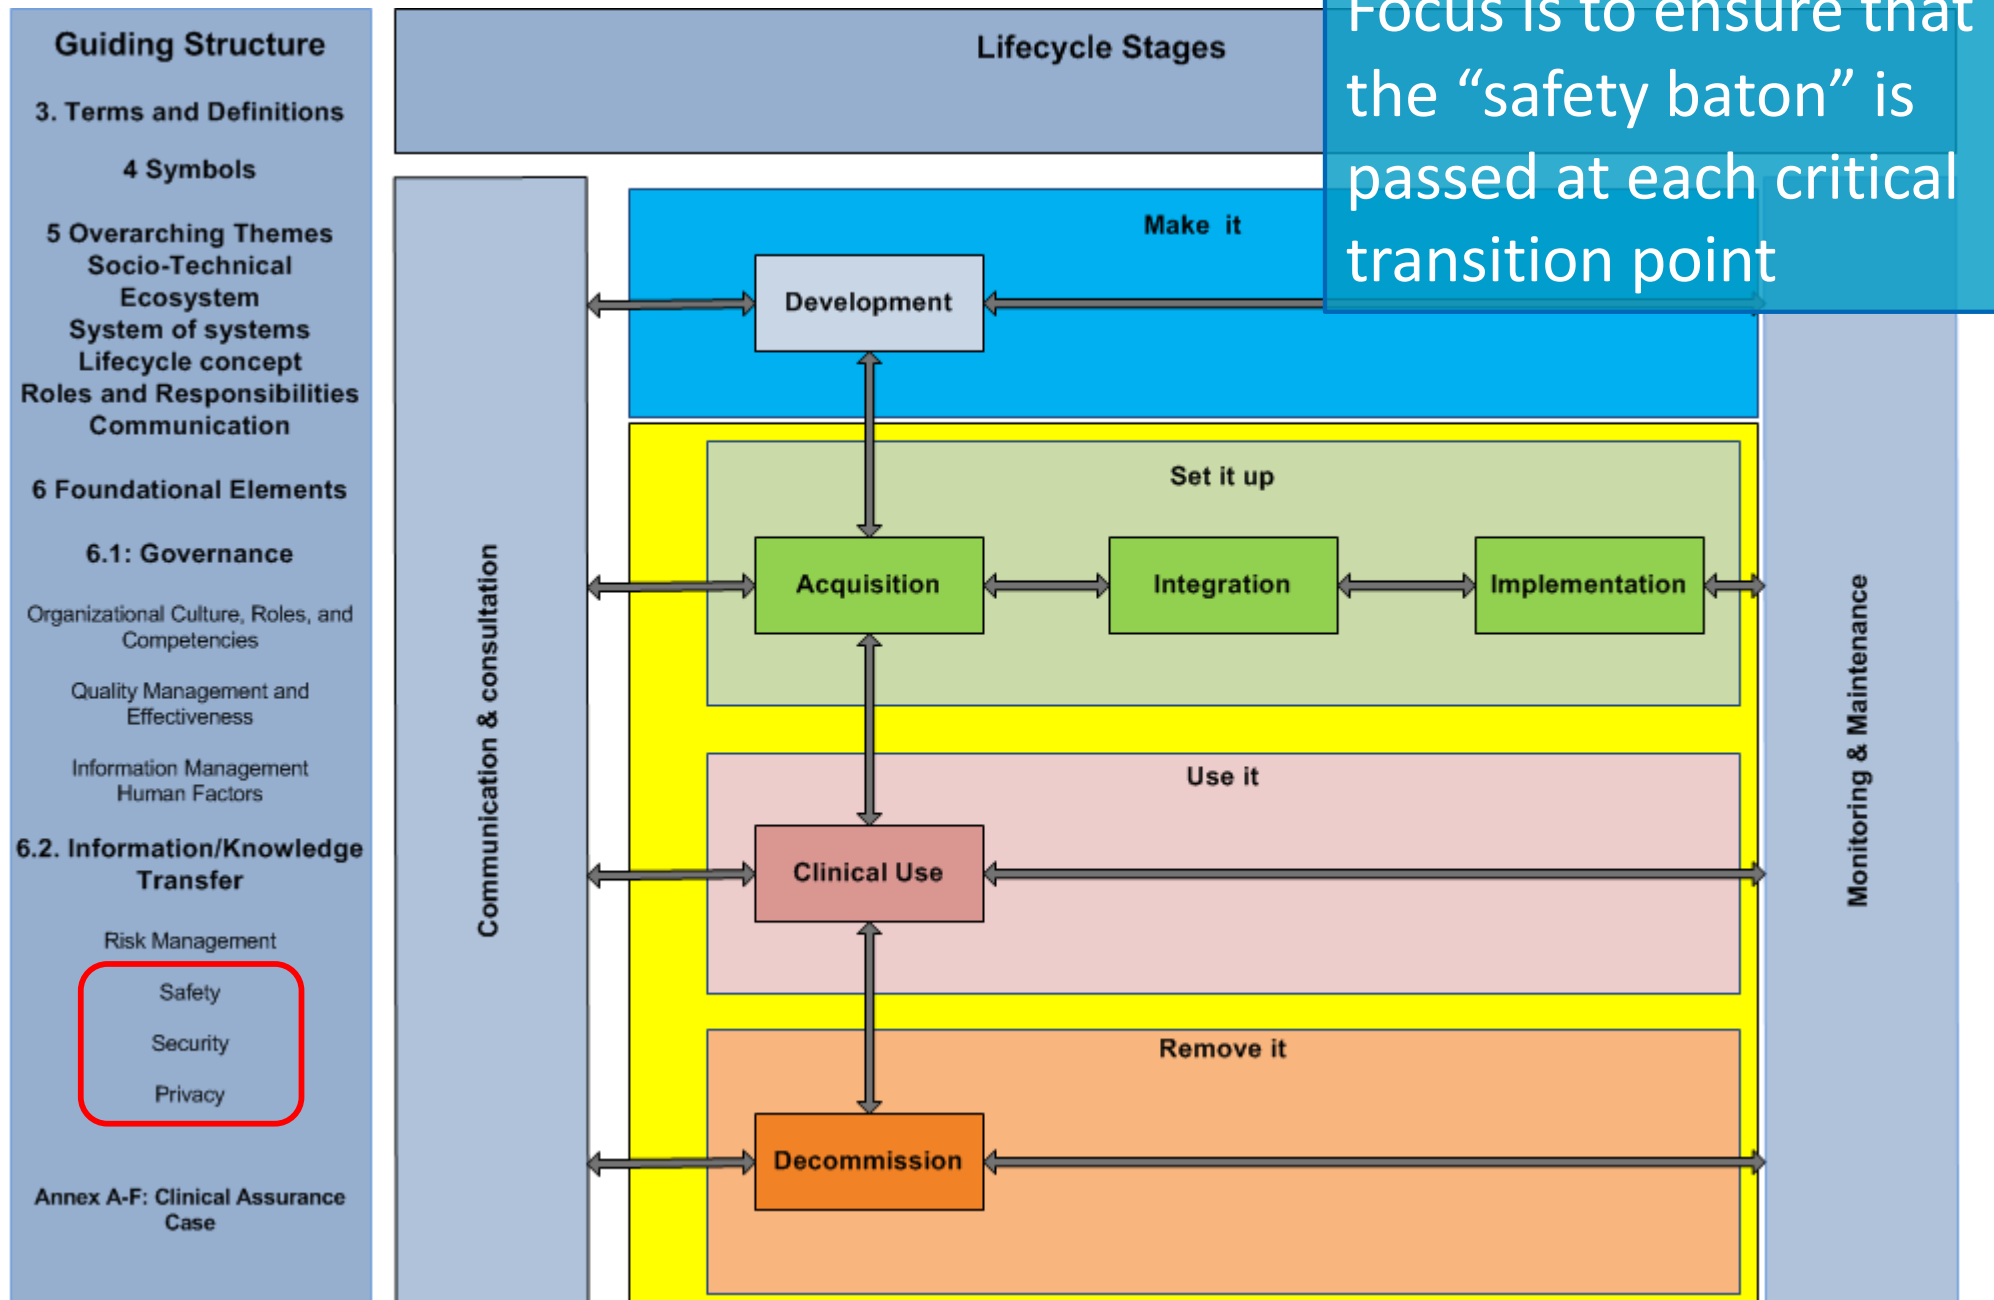 Guiding Structure
3. Terms and Definitions
4 Symbols
5 Overarching Themes
Socio-Technical
Ecosystem
System of systems
Lifecycle concept
Roles and Responsibilities
Communication
6 Foundational Elements
6.1: Governance
Organizational Culture, Roles, and
Competencies
Quality Management and
Effectiveness
Information Management
Human Factors
6.2. Information/Knowledge
Transfer
Risk Management
Safety
Security
Privacy
Annex A-F: Clinical Assurance
Case
Lifecycle Stages
Focus is to ensure that
the “safety baton” is
passed at each critical
transition point
Communication & consultation
Make it
Development
Set it up
Acquisition
Integration
Implementation
Use it
Clinical Use
Remove it
Decommission
Monitoring & Maintenance